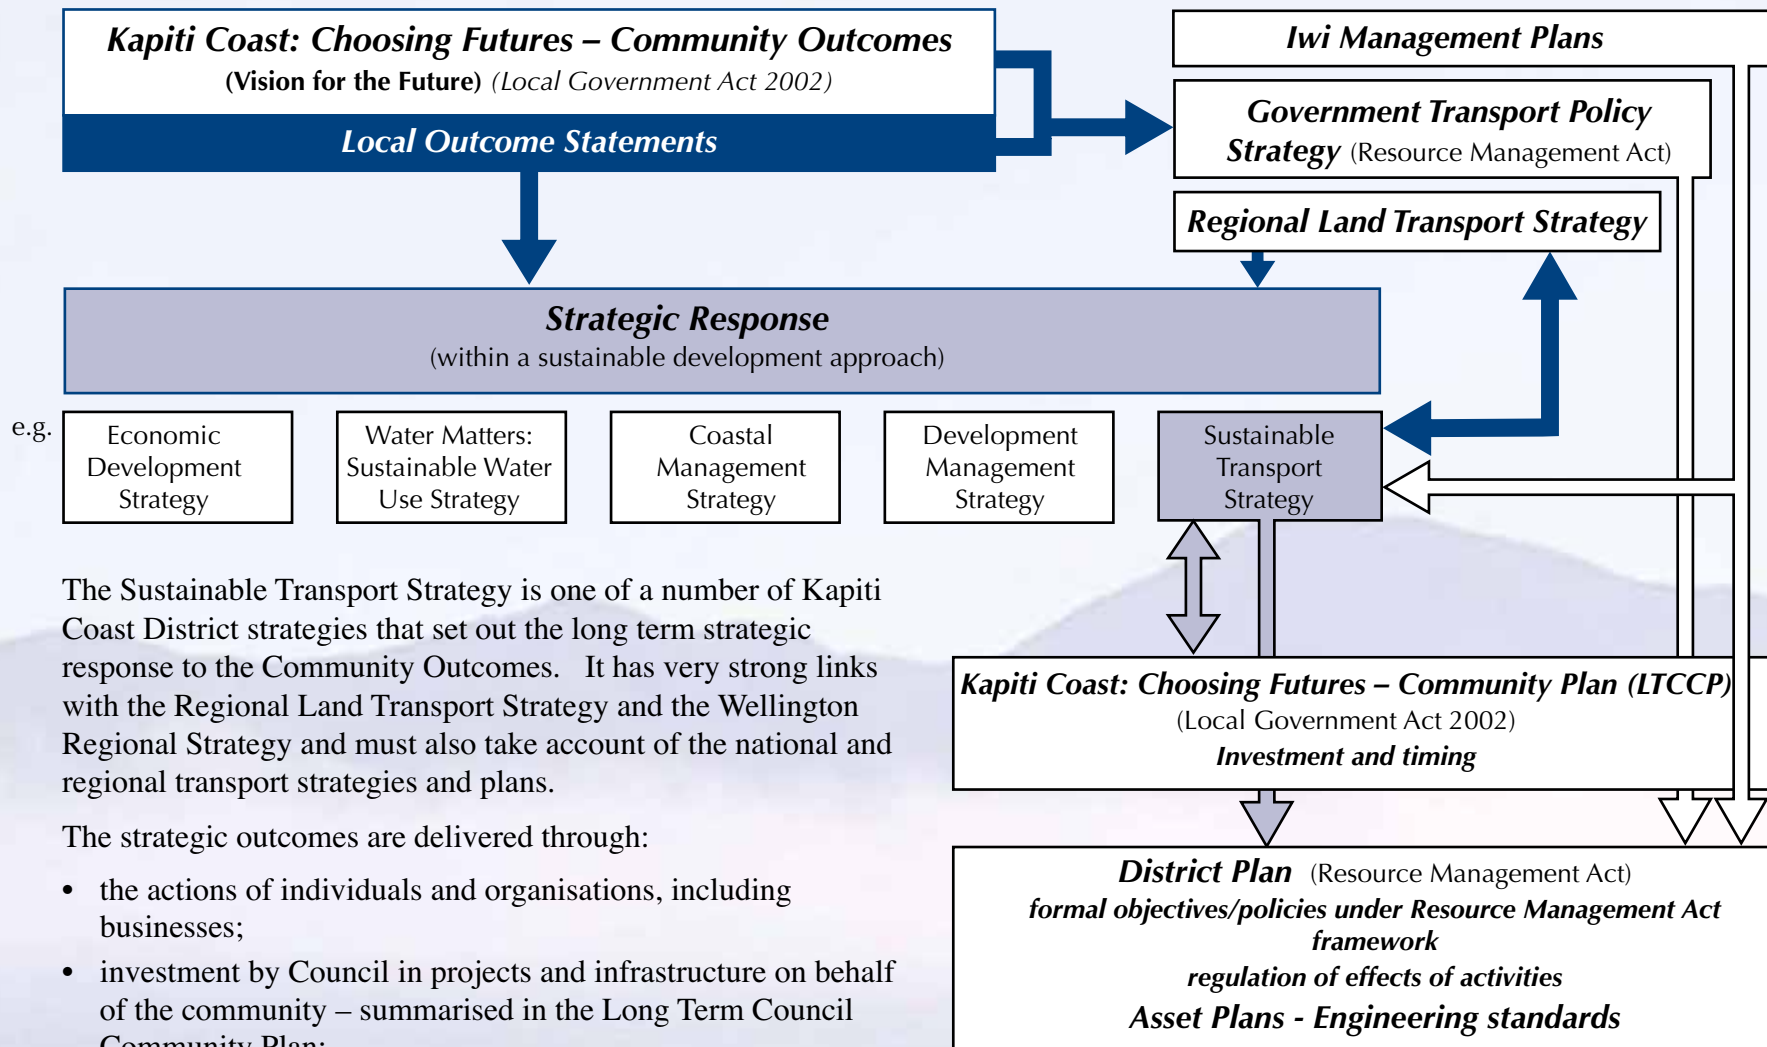 Kapiti Coast: Choosing Futures – Community Outcomes
(Vision for the Future) (Local Government Act 2002)
Local Outcome Statements
Iwi Management Plans
Government Transport Policy
Strategy (Resource Management Act)
Regional Land Transport Strategy
Strategic Response
(within a sustainable development approach)
e.g.
Economic
Development
Strategy
Water Matters:
Sustainable Water
Use Strategy
Coastal
Management
Strategy
Development
Management
Strategy
Sustainable
Transport
Strategy
The Sustainable Transport Strategy is one of a number of Kapiti
Coast District strategies that set out the long term strategic
response to the Community Outcomes. It has very strong links
with the Regional Land Transport Strategy and the Wellington
Regional Strategy and must also take account of the national and
regional transport strategies and plans.
The strategic outcomes are delivered through:
• the actions of individuals and organisations, including
businesses;
• investment by Council in projects and infrastructure on behalf
of the community – summarised in the Long Term Council
Community Plan;
Kapiti Coast: Choosing Futures – Community Plan (LTCCP)
(Local Government Act 2002)
Investment and timing
District Plan (Resource Management Act)
formal objectives/policies under Resource Management Act
framework
regulation of effects of activities
Asset Plans - Engineering standards